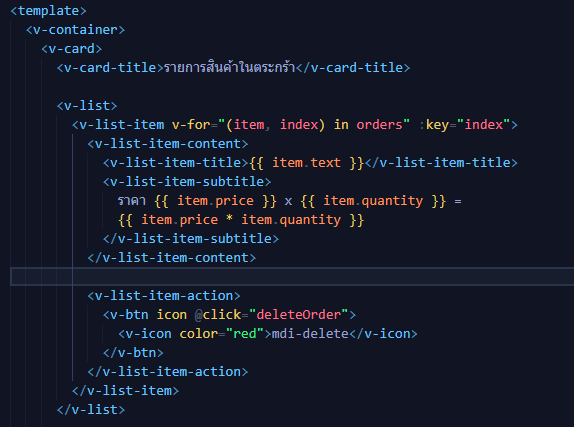 <template>
<v-container>
<v-card>
<v-card-title>รายการสินค้าในตระกร้า</v-card-title>
<v-list>
<v-list-item v-for="(item, index) in orders" :key="index">
<v-list-item-content>
<v-list-item-title>{{ item.text }}</v-list-item-title>
<v-list-item-subtitle>
ราคา {{ item.price }} x {{ item.quantity }} =
{{ item.price * item.quantity }}
</v-list-item-subtitle>
</v-list-item-content>
<v-list-item-action>
<v-btn icon @click="deleteOrder">
<v-icon color="red">mdi-delete</v-icon>
</v-btn>
</v-list-item-action>
</v-list-item>
</v-list>